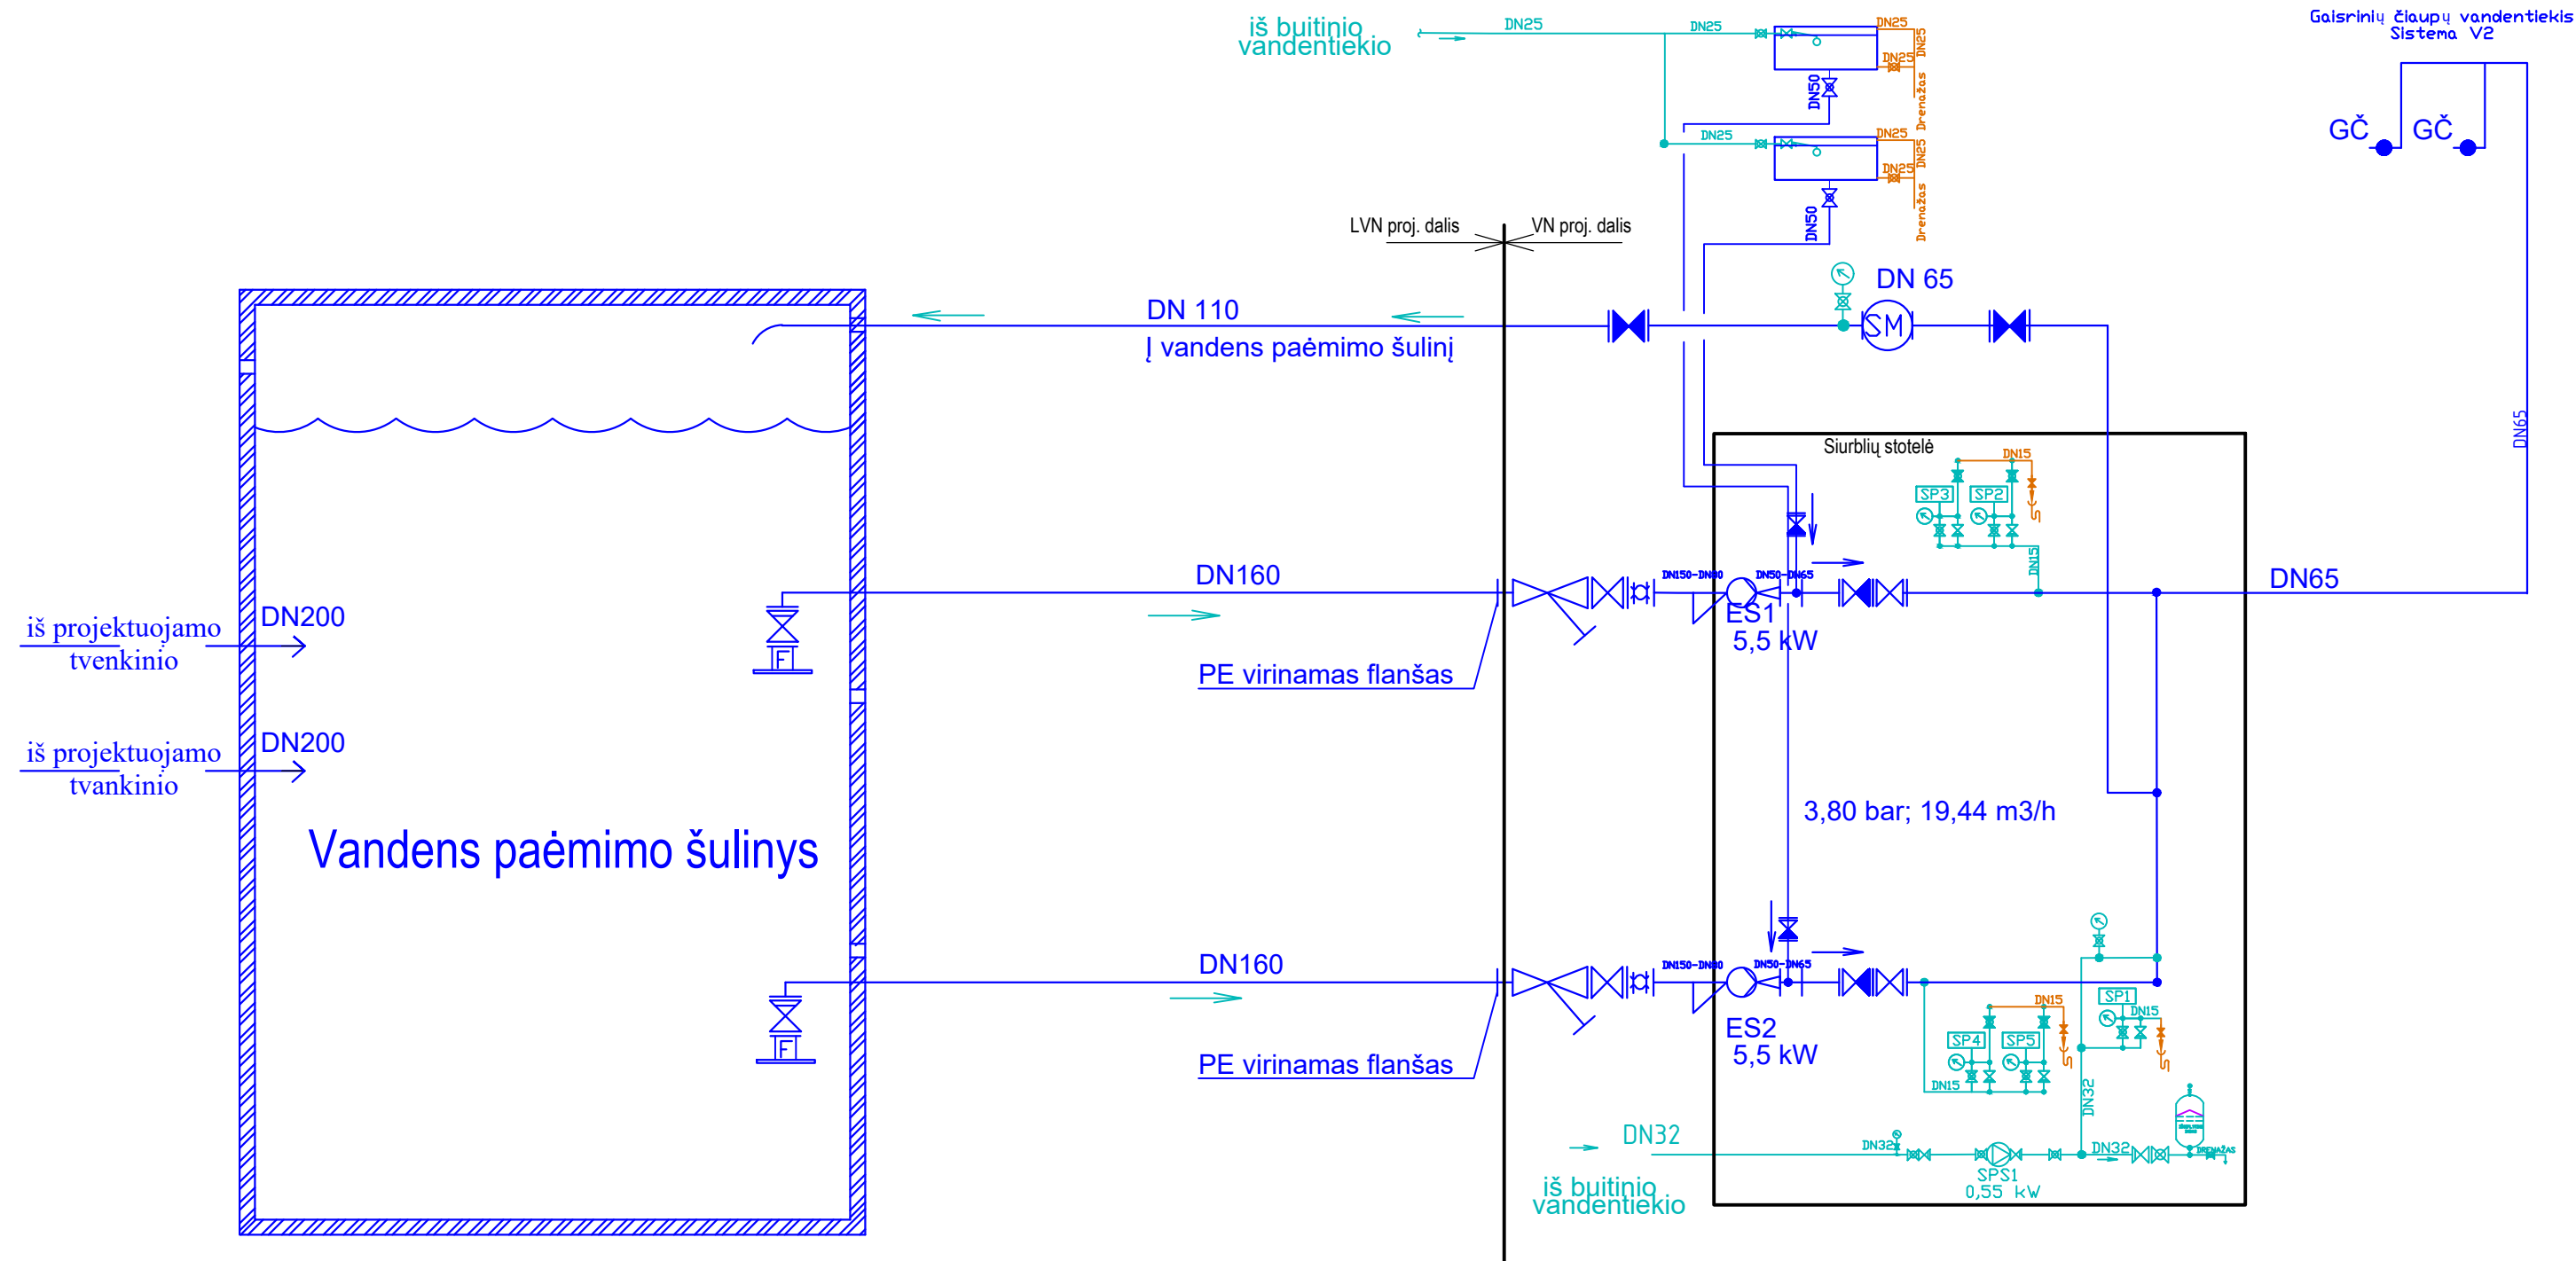 iš buitinio
vandentiekio
DN25
DN25
DN25
DN25
DN25
Drenažas
DN50
DN25
DN25
DN25
DN25
Drenažas
DN50
Gaisrinių čiaupų vandentiekis
Sistema V2
GČ
GČ
DN65
LVN proj. dalis
VN proj. dalis
DN 110
Į vandens paėmimo šulinį
DN 65
SM
Siurblių stotelė
DN15
SP3
SP2
DN15
DN160
DN150-DN80
DN50-DN65
DN65
ES1
5,5 kW
F
PE virinamas flanšas
iš projektuojamo
tvenkinio
DN200
iš projektuojamo
tvankinio
DN200
3,80 bar; 19,44 m3/h
Vandens paėmimo šulinys
DN160
DN150-DN80
DN50-DN65
ES2
5,5 kW
F
PE virinamas flanšas
DN15
SP4
SP5
DN15
SP1
DN15
DN32
DN32
iš buitinio
vandentiekio
DN32
SPS1
0,55 kW
DN32
DRENAŽAS